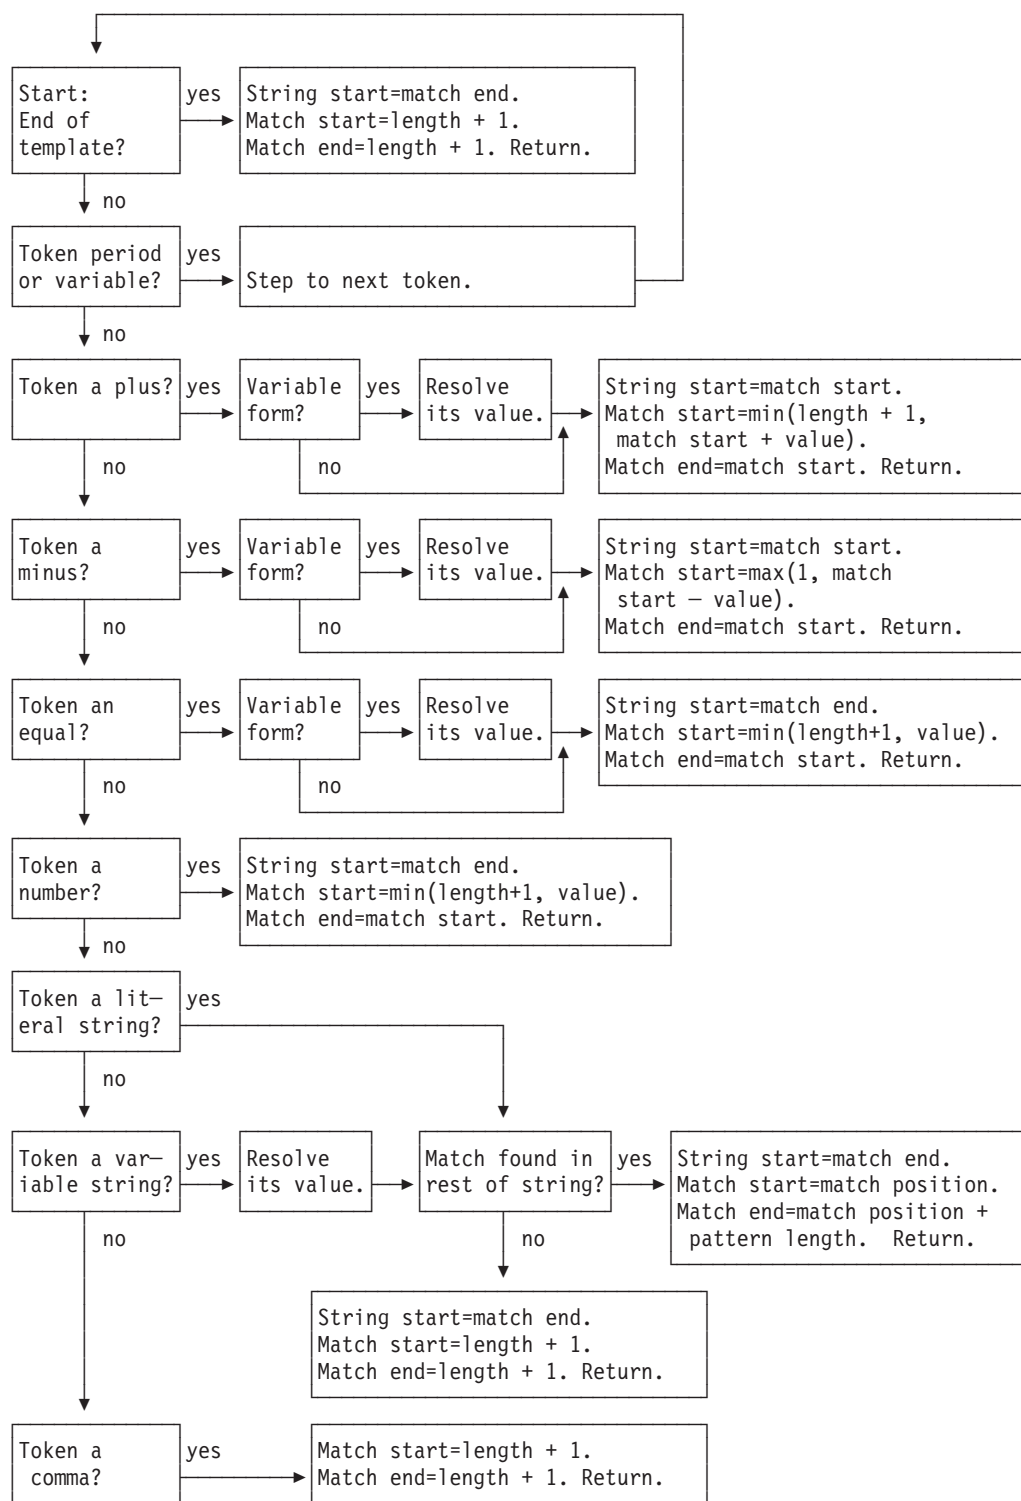 Start:
End of
template?
yes
String start=match end.
Match start=length + 1.
Match end=length + 1. Return.
no
Token period
or variable?
yes
Step to next token.
no
Token a plus?
yes
Variable
form?
yes
Resolve
its value.
String start=match start.
Match start=min(length + 1,
match start + value).
Match end=match start. Return.
no
no
Token a
minus?
yes
Variable
form?
yes
Resolve
its value.
String start=match start.
Match start=max(1, match
start — value).
Match end=match start. Return.
no
no
Token an
equal?
yes
Variable
form?
yes
Resolve
its value.
String start=match end.
Match start=min(length+1, value).
Match end=match start. Return.
no
no
Token a
number?
yes
String start=match end.
Match start=min(length+1, value).
Match end=match start. Return.
no
Token a lit—
eral string?
yes
no
Token a var—
iable string?
yes
Resolve
its value.
Match found in
rest of string?
yes
String start=match end.
Match start=match position.
Match end=match position +
pattern length. Return.
no
no
String start=match end.
Match start=length + 1.
Match end=length + 1. Return.
Token a
comma?
yes
Match start=length + 1.
Match end=length + 1. Return.